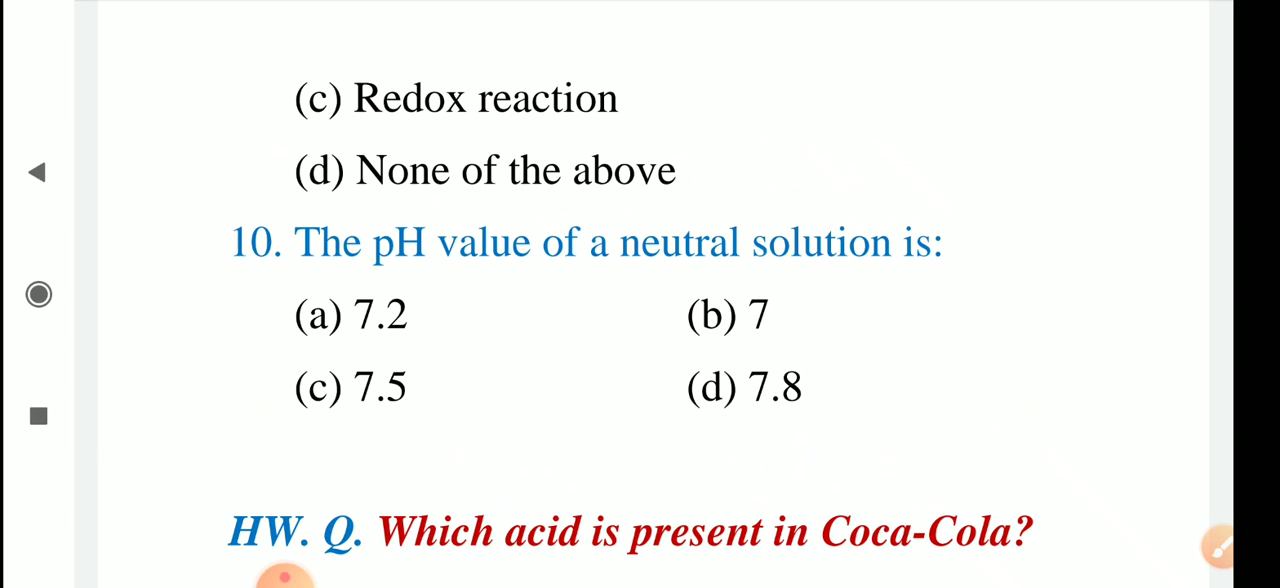 (c) Redox reaction
(d) None of the above
10. The pH value of a neutral solution is:
(a) 7.2 (b) 7
(c) 7.5 (d) 7.8
HW. Q. Which acid is present in Coca-Cola?